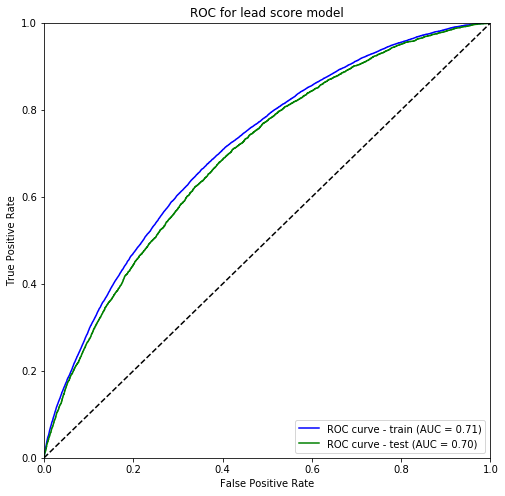 ROC for lead score model
True Positive Rate
1.0
0.8
0.6
0.4
0.2
0.0
ROC curve - train (AUC = 0.71)
ROC curve - test (AUC = 0.70)
0.0 0.2 0.4 0.6 0.8 1.0
False Positive Rate